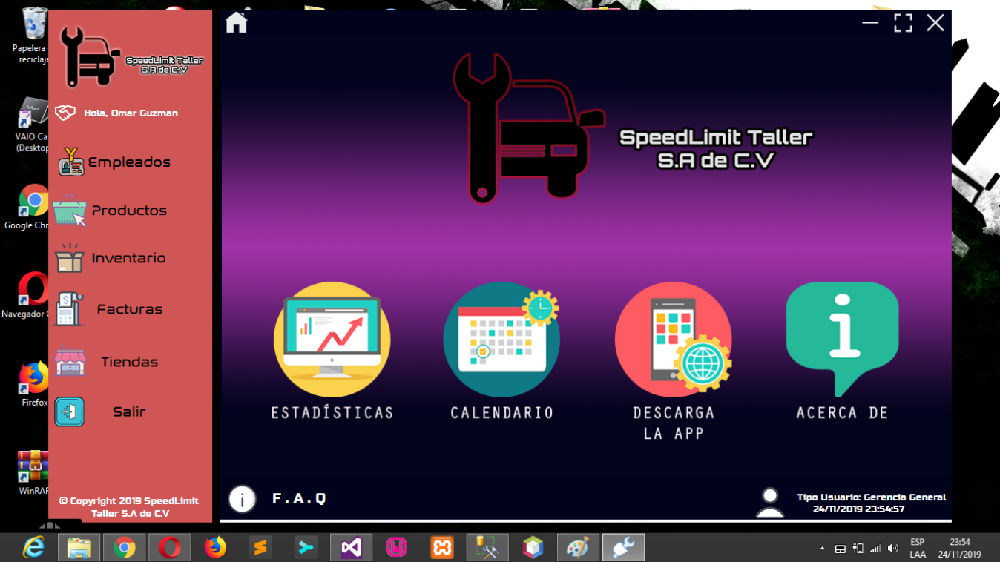 Papelera
reciclaje
VAIO Ca
(Desktop
Google Chr
Navegador
Firefox
WinRAR
SpeedLimit Taller
S.A de C.V
Hola, Omar Guzman
Empleados
Productos
Inventario
Facturas
Tiendas
Salir
© Copyright 2019 SpeedLimit
Taller S.A de C.V
SpeedLimit Taller
S.A de C.V
ESTADÍSTICAS
CALENDARIO
DESCARGA
LA APP
ACERCA DE
F.A.Q
Tipo Usuario: Gerencia General
24/11/2019 23:54:57
ESP
LAA
23:54
24/11/2019